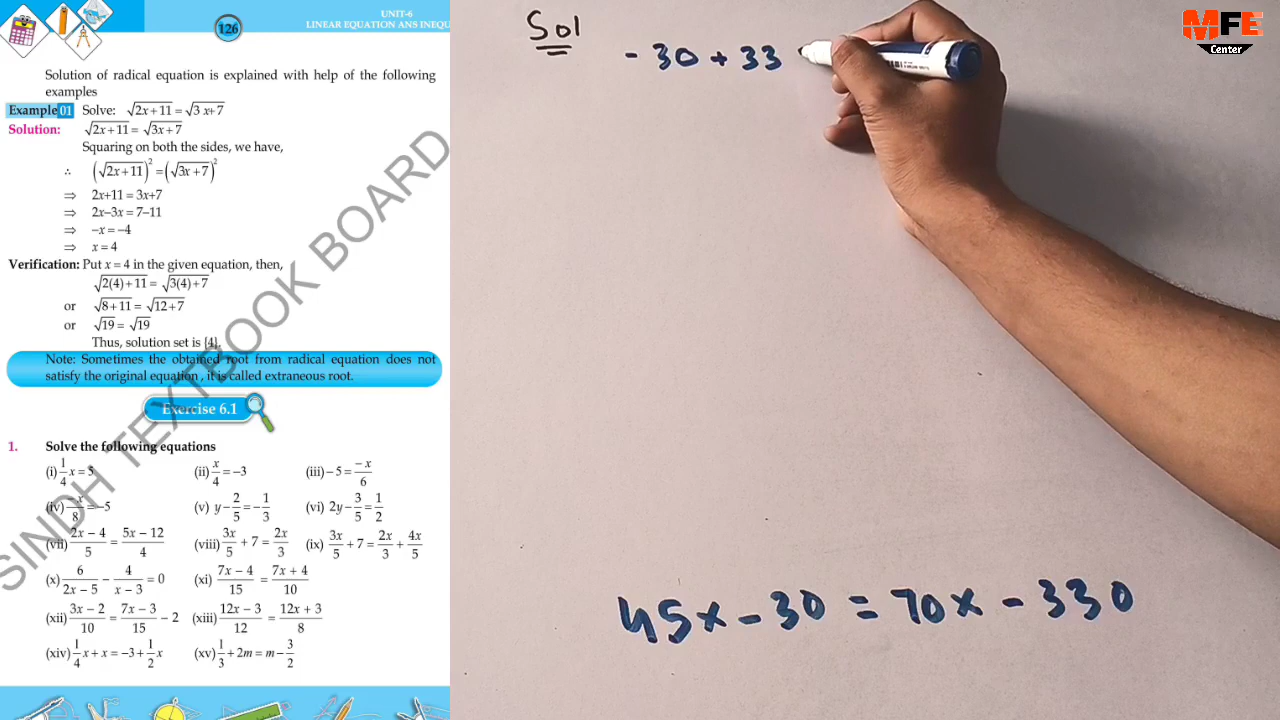 126
UNIT-6
LINEAR EQUATION ANS INEQU
Solution of radical equation is explained with help of the following
examples
Example 01 Solve: √(2x+11) = √(3x+7)
Solution: √(2x+11) = √(3x+7)
Squaring on both the sides, we have,
∴ (√(2x+11))² = (√(3x+7))²
⇒ 2x+11 = 3x+7
⇒ 2x−3x = 7−11
⇒ −x = −4
⇒ x = 4
Verification: Put x = 4 in the given equation, then,
√(2(4)+11) = √(3(4)+7)
or √(8+11) = √(12+7)
or √19 = √19
Thus, solution set is {4}.
Note: Sometimes the obtained root from radical equation does not
satisfy the original equation , it is called extraneous root.
Exercise 6.1
1. Solve the following equations
(i) 1/4 x = 5 (ii) x/4 = −3 (iii) −5 = −x/6
(iv) −x/8 = −5 (v) y − 2/5 = − 1/3 (vi) 2y − 3/5 = 1/2
(vii) (2x − 4)/5 = (5x − 12)/4 (viii) 3x/5 + 7 = 2x/3 (ix) 3x/5 + 7 = 2x/3 + 4x/5
(x) 6/(2x − 5) − 4/(x − 3) = 0 (xi) (7x − 4)/15 = (7x + 4)/10
(xii) (3x − 2)/10 = (7x − 3)/15 − 2 (xiii) (12x − 3)/12 = (12x + 3)/8
(xiv) 1/4 x + x = −3 + 1/2 x (xv) 1/3 + 2m = m − 3/2
SINDH TEXTBOOK BOARD
Sol
- 30 + 33
45x - 30 = 70x - 330
MFE
Center